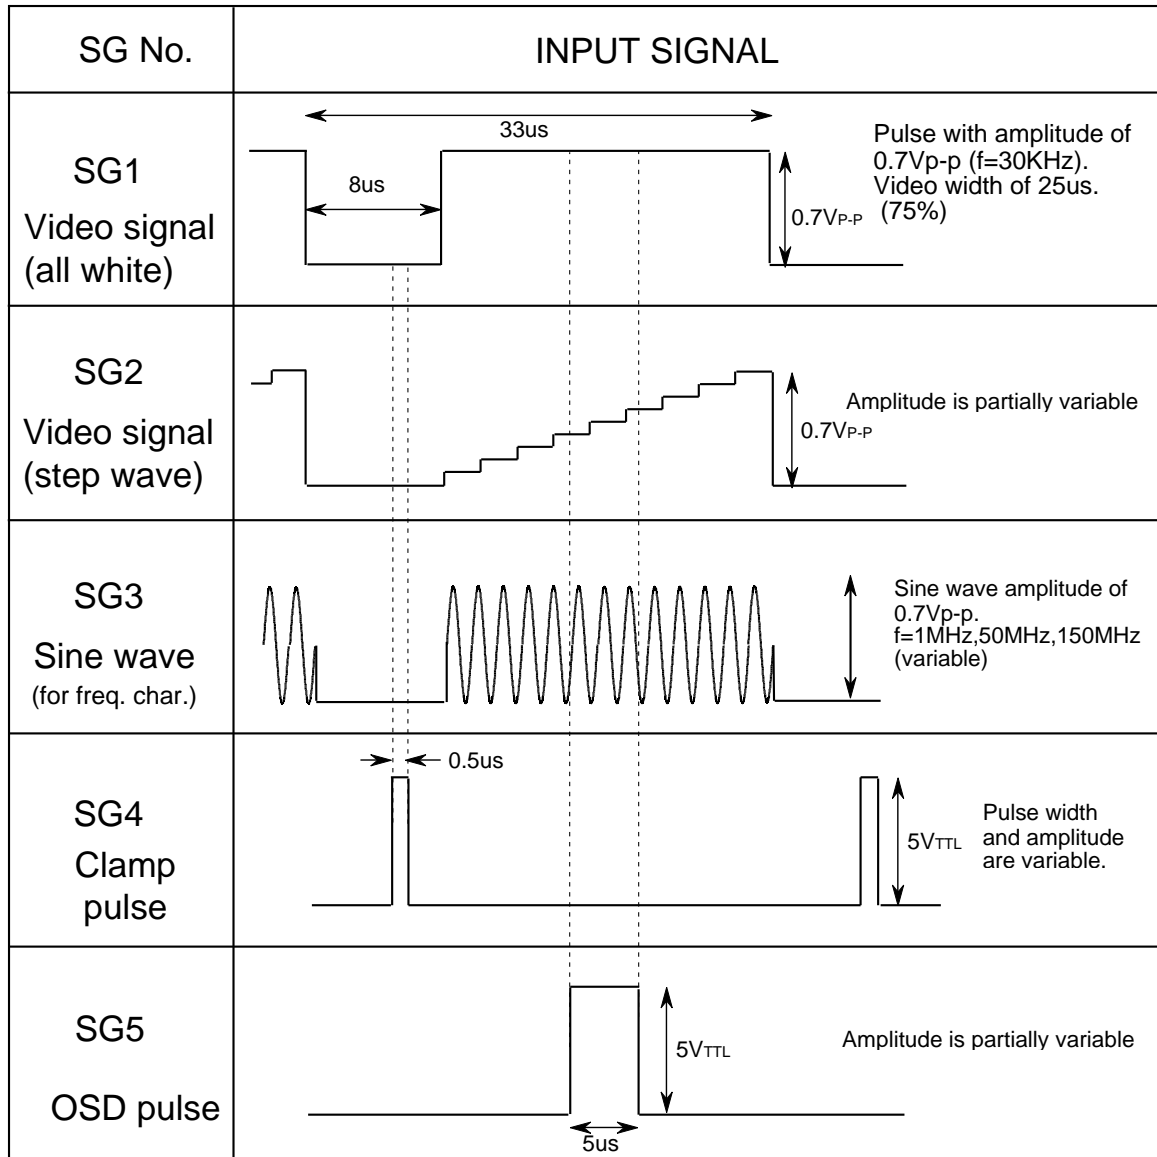 SG No.
INPUT SIGNAL
SG1
Video signal
(all white)
33us
8us
0.7VP-P
Pulse with amplitude of
0.7Vp-p (f=30KHz).
Video width of 25us.
(75%)
SG2
Video signal
(step wave)
0.7VP-P
Amplitude is partially variable
SG3
Sine wave
(for freq. char.)
Sine wave amplitude of
0.7Vp-p.
f=1MHz,50MHz,150MHz
(variable)
SG4
Clamp
pulse
0.5us
5VTTL
Pulse width
and amplitude
are variable.
SG5
OSD pulse
5VTTL
5us
Amplitude is partially variable